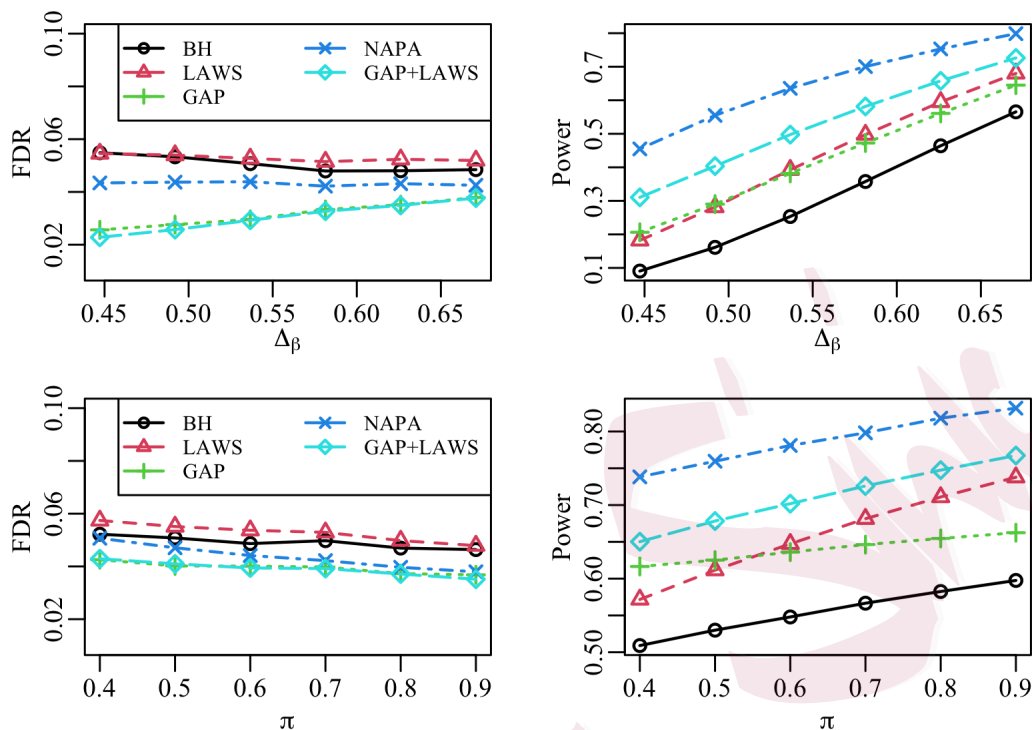 FDR
0.02 0.06 0.10
BH
LAWS
GAP
NAPA
GAP+LAWS
0.45 0.50 0.55 0.60 0.65
Δβ
Power
0.1 0.3 0.5 0.7
0.45 0.50 0.55 0.60 0.65
Δβ
FDR
0.02 0.06 0.10
BH
LAWS
GAP
NAPA
GAP+LAWS
0.4 0.5 0.6 0.7 0.8 0.9
π
Power
0.50 0.60 0.70 0.80
0.4 0.5 0.6 0.7 0.8 0.9
π